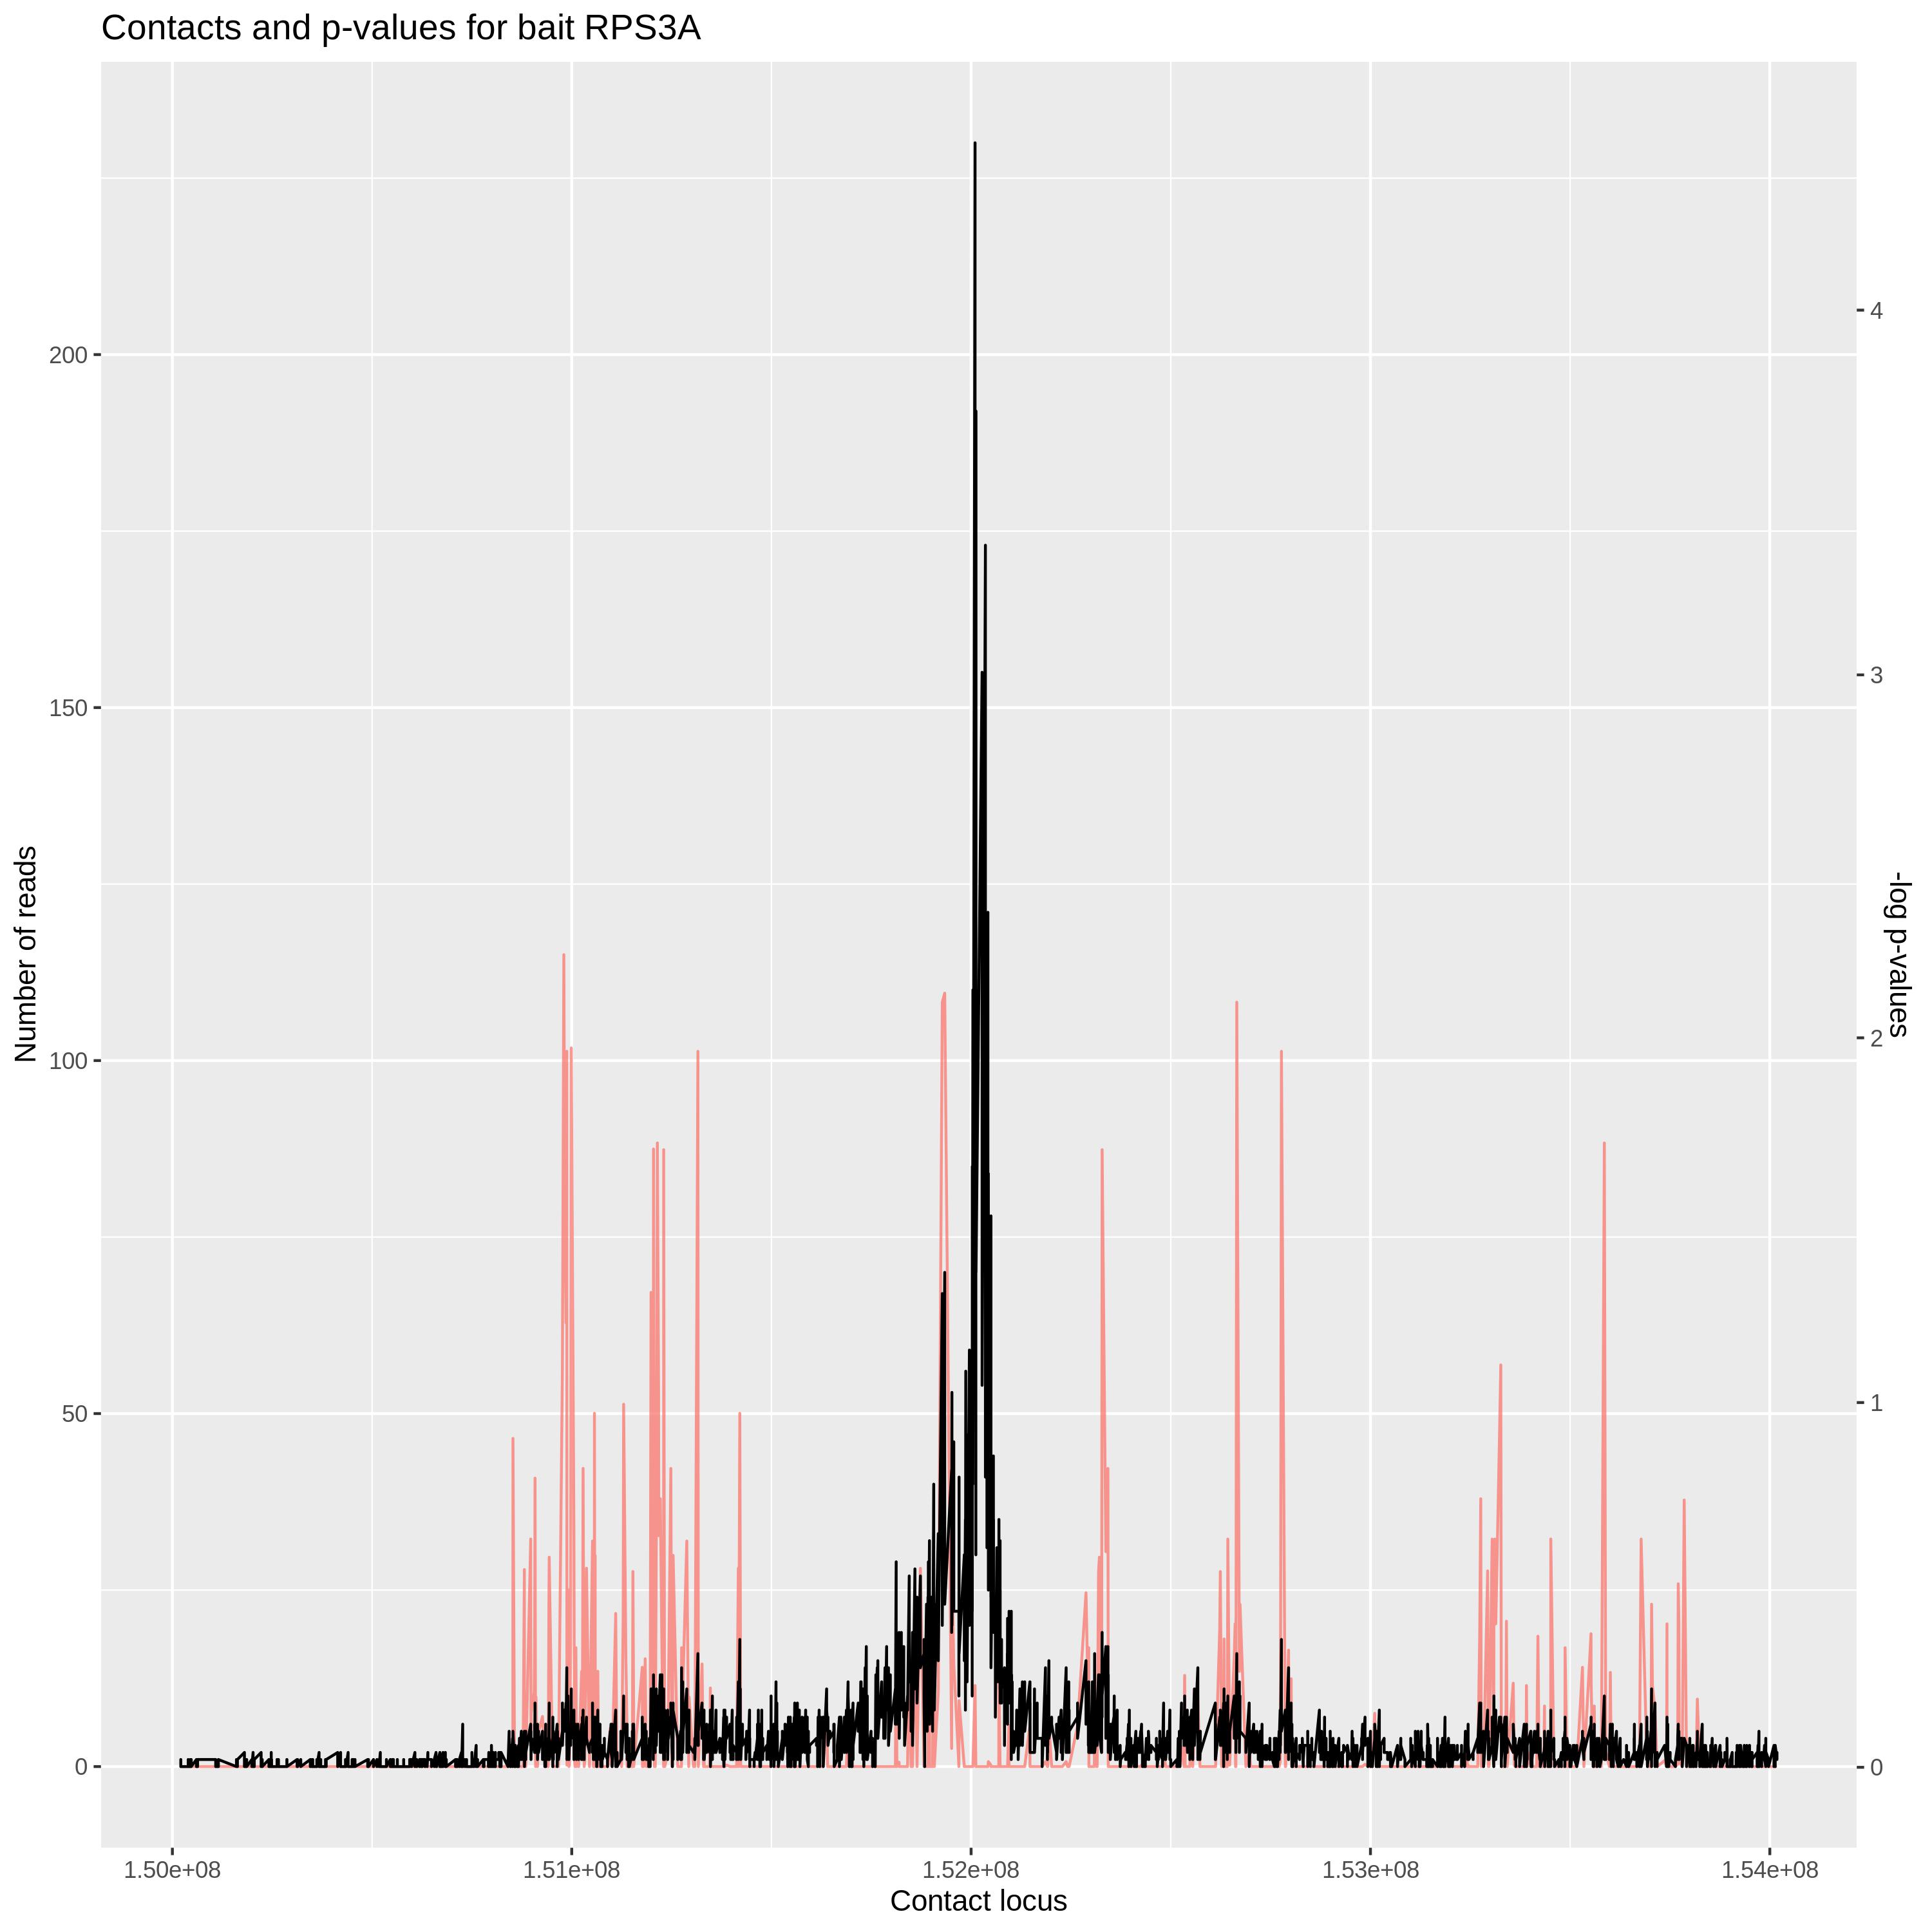 Contacts and p-values for bait RPS3A
Number of reads
200
150
100
50
0
4
3
2
1
0
-log p-values
1.50e+08
1.51e+08
1.52e+08
1.53e+08
1.54e+08
Contact locus